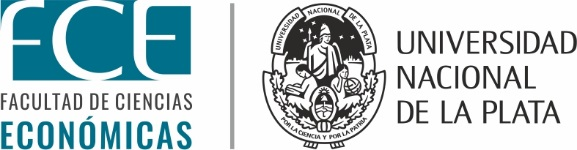 FCE
FACULTAD DE CIENCIAS
ECONÓMICAS
UNIVERSIDAD NACIONAL DE LA PLATA
POR LA CIENCIA Y POR LA PATRIA
UNIVERSIDAD
NACIONAL
DE LA PLATA